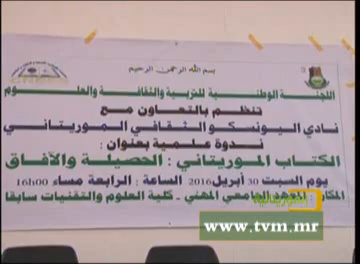 بسم الله الرحمن الرحيم
اللجنة الوطنية للتربية والثقافة والعلوم
تنظم بالتعاون مع
نادي اليونسكو الثقافي الموريتاني
ندوة علمية بعنوان :
الكتاب الموريتاني : الحصيلة والآفاق
يوم السبت 30 أبريل 2016 الساعة : الرابعة مساء 16h00
المكان : المعهد الجامعي المهني - كلية العلوم والتقنيات سابقا
الموريتانية
www.tvm.mr